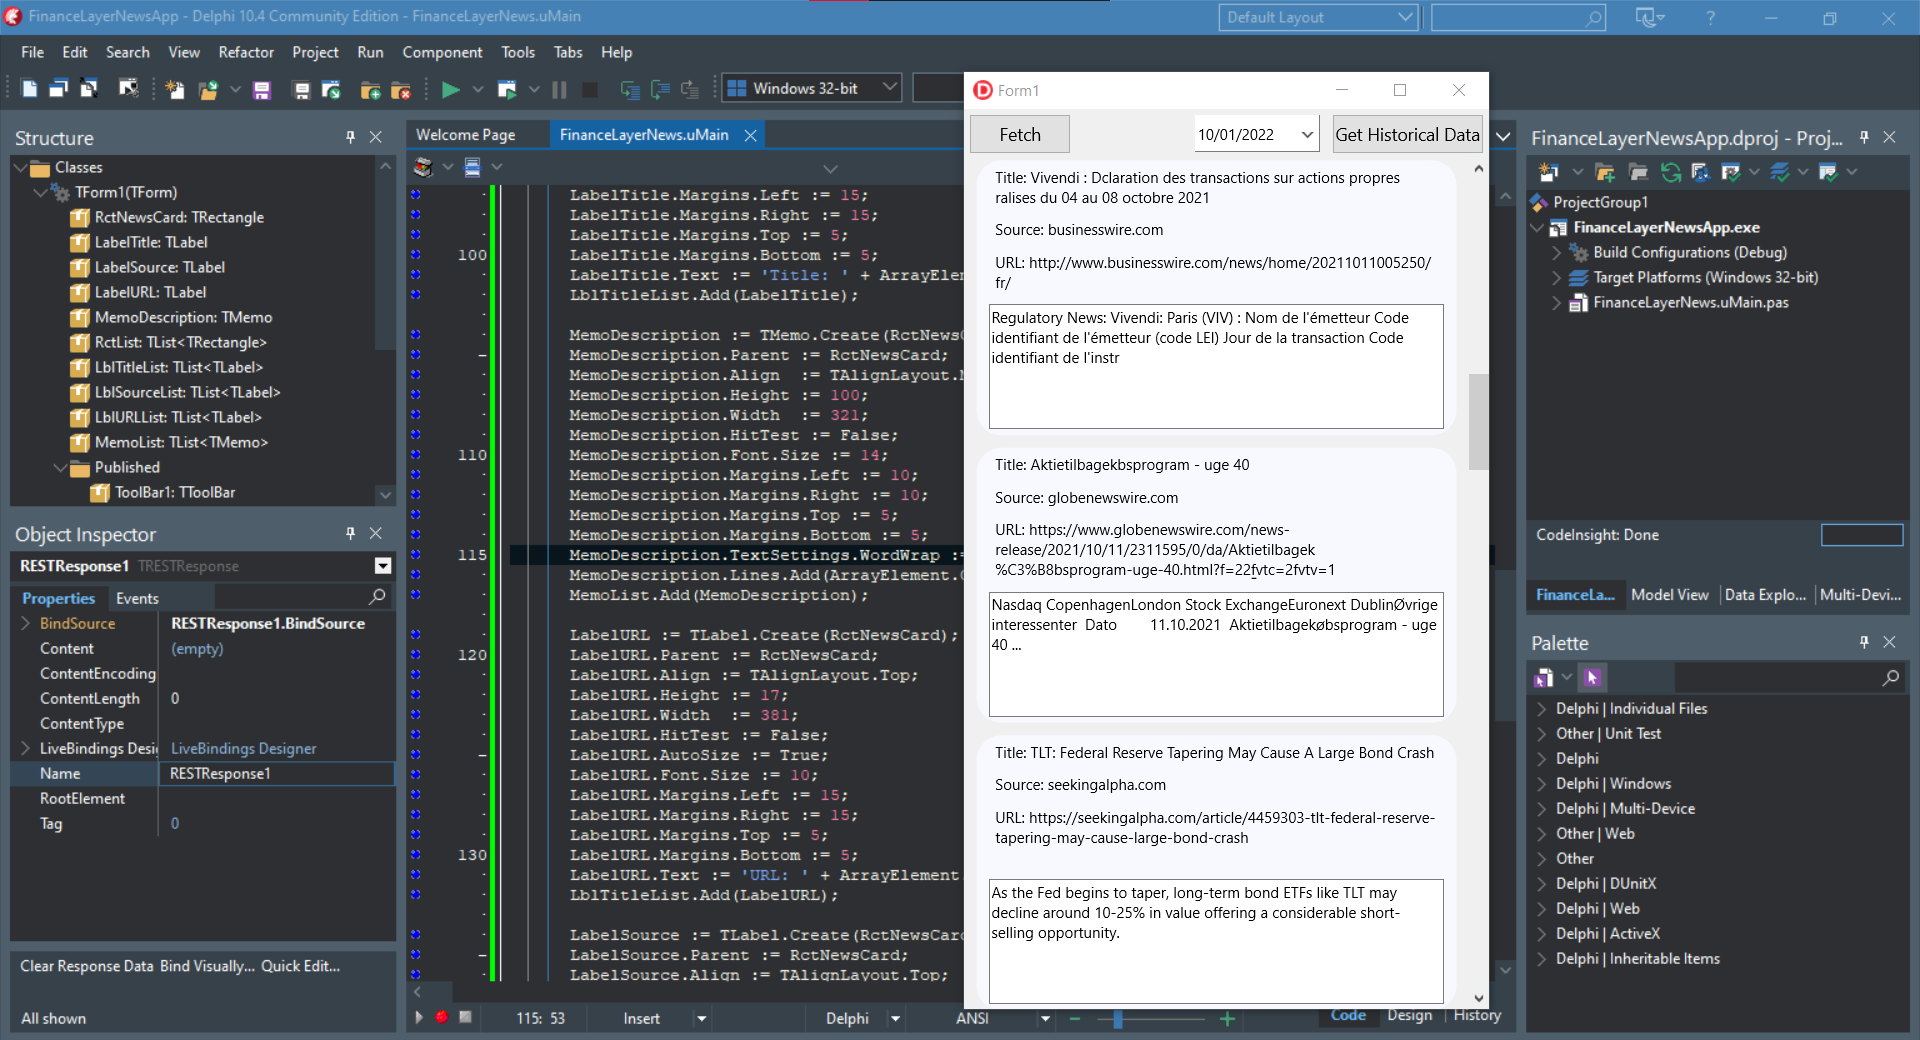 FinanceLayerNewsApp - Delphi 10.4 Community Edition - FinanceLayerNews.uMain
Default Layout
?
File Edit Search View Refactor Project Run Component Tools Tabs Help
Windows 32-bit
Structure
Classes
TForm1(TForm)
RctNewsCard: TRectangle
LabelTitle: TLabel
LabelSource: TLabel
LabelURL: TLabel
MemoDescription: TMemo
RctList: TList<TRectangle>
LblTitleList: TList<TLabel>
LblSourceList: TList<TLabel>
LblURLList: TList<TLabel>
MemoList: TList<TMemo>
Published
ToolBar1: TToolBar
Object Inspector
RESTResponse1 TRESTResponse
Properties Events
BindSource RESTResponse1.BindSource
Content (empty)
ContentEncoding
ContentLength 0
ContentType
LiveBindings Desi LiveBindings Designer
Name RESTResponse1
RootElement
Tag 0
Clear Response Data Bind Visually... Quick Edit...
All shown
Welcome Page FinanceLayerNews.uMain
LabelTitle.Margins.Left := 15;
LabelTitle.Margins.Right := 15;
LabelTitle.Margins.Top := 5;
100 LabelTitle.Margins.Bottom := 5;
LabelTitle.Text := 'Title: ' + ArrayElem
LblTitleList.Add(LabelTitle);
MemoDescription := TMemo.Create(RctNewsC
MemoDescription.Parent := RctNewsCard;
MemoDescription.Align := TAlignLayout.
MemoDescription.Height := 100;
MemoDescription.Width := 321;
MemoDescription.HitTest := False;
110 MemoDescription.Font.Size := 14;
MemoDescription.Margins.Left := 10;
MemoDescription.Margins.Right := 10;
MemoDescription.Margins.Top := 5;
MemoDescription.Margins.Bottom := 5;
115 MemoDescription.TextSettings.WordWrap :=
MemoDescription.Lines.Add(ArrayElement.
MemoList.Add(MemoDescription);
LabelURL := TLabel.Create(RctNewsCard);
120 LabelURL.Parent := RctNewsCard;
LabelURL.Align := TAlignLayout.Top;
LabelURL.Height := 17;
LabelURL.Width := 381;
LabelURL.HitTest := False;
LabelURL.AutoSize := True;
LabelURL.Font.Size := 10;
LabelURL.Margins.Left := 15;
LabelURL.Margins.Right := 15;
LabelURL.Margins.Top := 5;
130 LabelURL.Margins.Bottom := 5;
LabelURL.Text := 'URL: ' + ArrayElement.
LblTitleList.Add(LabelURL);
LabelSource := TLabel.Create(RctNewsCard
LabelSource.Parent := RctNewsCard;
LabelSource.Align := TAlignLayout.Top;
115: 53 Insert Delphi ANSI Code Design History
Form1
Fetch 10/01/2022 Get Historical Data
Title: Vivendi : Dclaration des transactions sur actions propres
ralises du 04 au 08 octobre 2021
Source: businesswire.com
URL: http://www.businesswire.com/news/home/20211011005250/
fr/
Regulatory News: Vivendi: Paris (VIV) : Nom de l'émetteur Code
identifiant de l'émetteur (code LEI) Jour de la transaction Code
identifiant de l'instr
Title: Aktietilbagekbsprogram - uge 40
Source: globenewswire.com
URL: https://www.globenewswire.com/news-
release/2021/10/11/2311595/0/da/Aktietilbagek
%C3%B8bsprogram-uge-40.html?f=22fvtc=2fvtv=1
Nasdaq CopenhagenLondon Stock ExchangeEuronext DublinØvrige
interessenter Dato 11.10.2021 Aktietilbagekøbsprogram - uge
40 ...
Title: TLT: Federal Reserve Tapering May Cause A Large Bond Crash
Source: seekingalpha.com
URL: https://seekingalpha.com/article/4459303-tlt-federal-reserve-
tapering-may-cause-large-bond-crash
As the Fed begins to taper, long-term bond ETFs like TLT may
decline around 10-25% in value offering a considerable short-
selling opportunity.
FinanceLayerNewsApp.dproj - Proj...
ProjectGroup1
FinanceLayerNewsApp.exe
Build Configurations (Debug)
Target Platforms (Windows 32-bit)
FinanceLayerNews.uMain.pas
CodeInsight: Done
FinanceLa... Model View Data Explo... Multi-Devi...
Palette
Delphi | Individual Files
Other | Unit Test
Delphi
Delphi | Windows
Delphi | Multi-Device
Other | Web
Other
Delphi | DUnitX
Delphi | Web
Delphi | ActiveX
Delphi | Inheritable Items